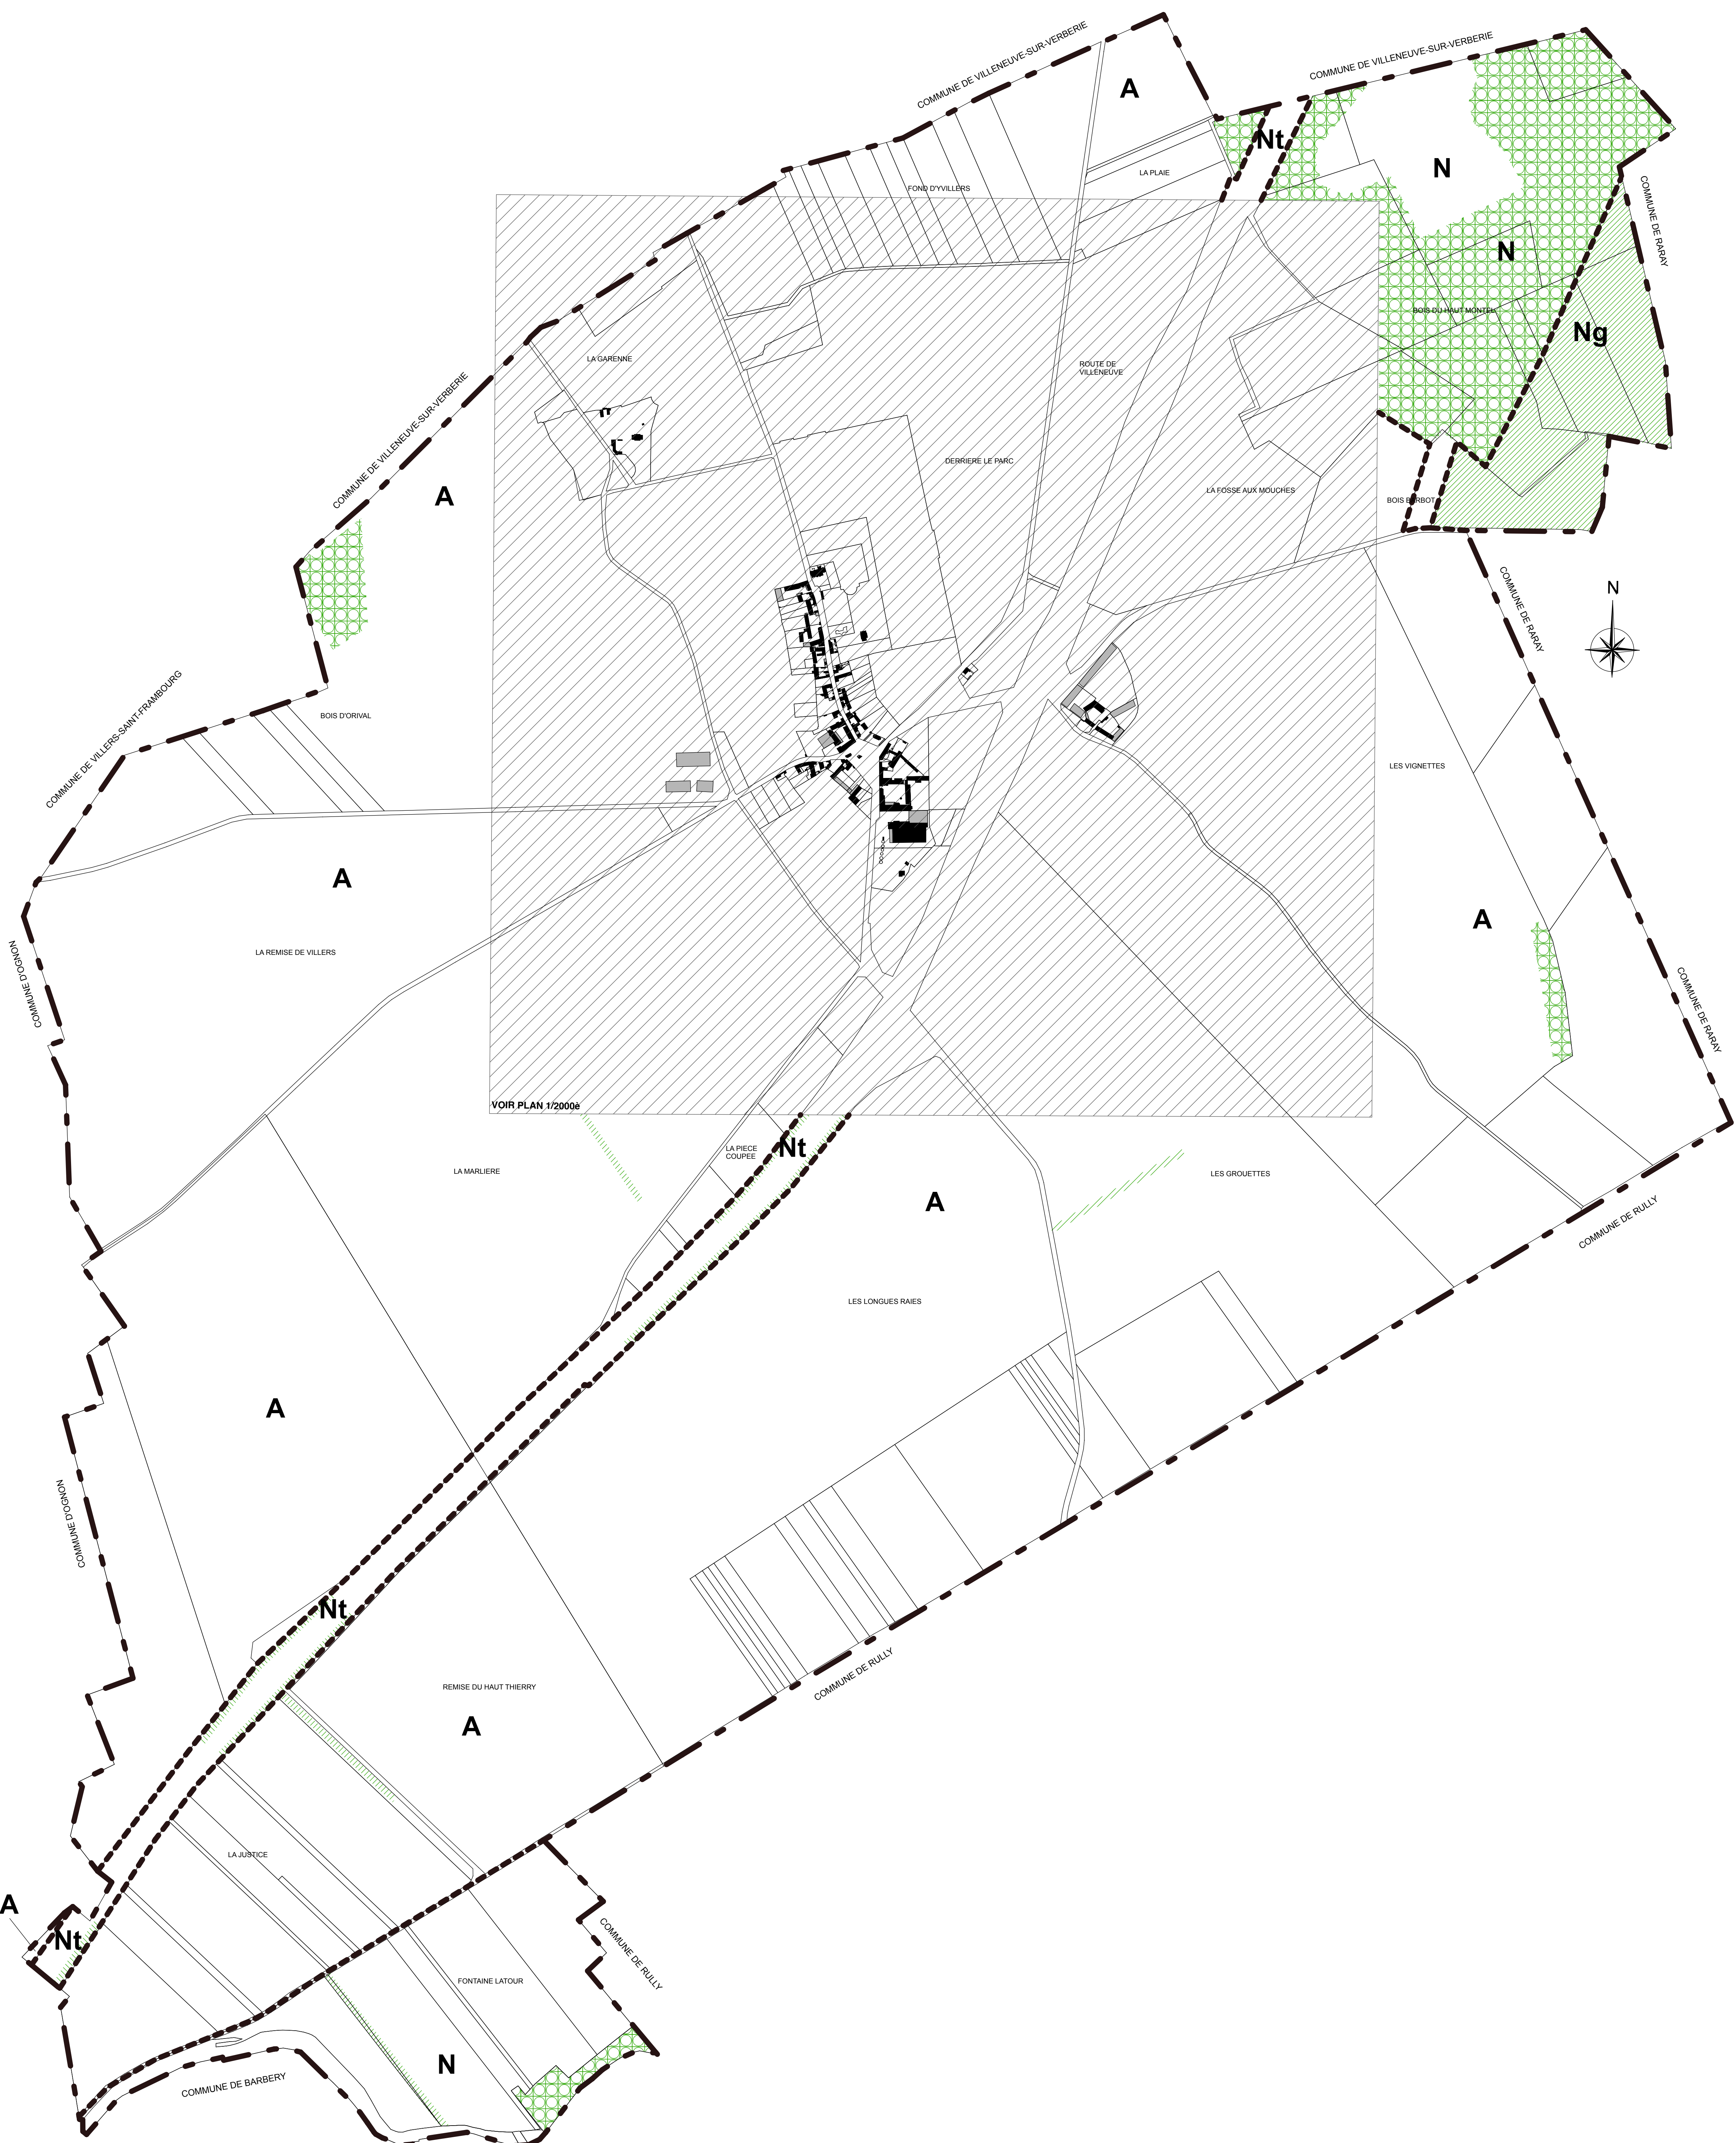 COMMUNE DE VILLENEUVE-SUR-VERBERIE
COMMUNE DE VILLENEUVE-SUR-VERBERIE
A
Nt
N
LA PLAIE
FOND D'YVILLERS
COMMUNE DE RARAY
N
BOIS DU HAUT MONTEL
Ng
LA GARENNE
ROUTE DE
VILLENEUVE
COMMUNE DE VILLENEUVE-SUR-VERBERIE
A
DERRIERE LE PARC
LA FOSSE AUX MOUCHES
BOIS BARBOT
COMMUNE DE RARAY
N
COMMUNE DE VILLERS-SAINT-FRAMBOURG
BOIS D'ORIVAL
LES VIGNETTES
A
A
LA REMISE DE VILLERS
COMMUNE D'OGNON
COMMUNE DE RARAY
VOIR PLAN 1/2000è
LA PIECE
COUPEE
Nt
LA MARLIERE
LES GROUETTES
A
COMMUNE DE RULLY
LES LONGUES RAIES
A
COMMUNE D'OGNON
Nt
COMMUNE DE RULLY
REMISE DU HAUT THIERRY
A
LA JUSTICE
A
Nt
COMMUNE DE RULLY
FONTAINE LATOUR
N
COMMUNE DE BARBERY